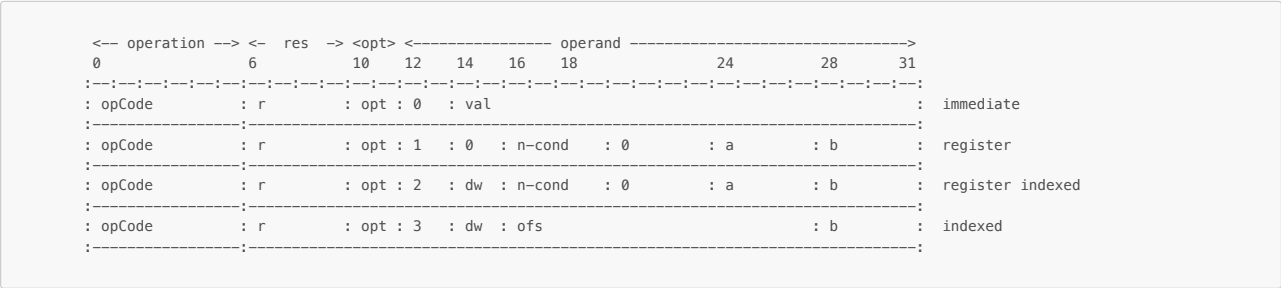 <-- operation --> <-  res  -> <opt> <---------------- operand -------------------------------->
 0                 6           10    12    14    16    18                24          28      31
:--:--:--:--:--:--:--:--:--:--:--:--:--:--:--:--:--:--:--:--:--:--:--:--:--:--:--:--:--:--:--:--:
: opCode          : r         : opt : 0   : val                                                 :  immediate
:-----------------:-----------------------------------------------------------------------------:
: opCode          : r         : opt : 1   : 0   : n-cond    : 0         : a         : b         :  register
:-----------------:-----------------------------------------------------------------------------:
: opCode          : r         : opt : 2   : dw  : n-cond    : 0         : a         : b         :  register indexed
:-----------------:-----------------------------------------------------------------------------:
: opCode          : r         : opt : 3   : dw  : ofs                               : b         :  indexed
:-----------------:-----------------------------------------------------------------------------: